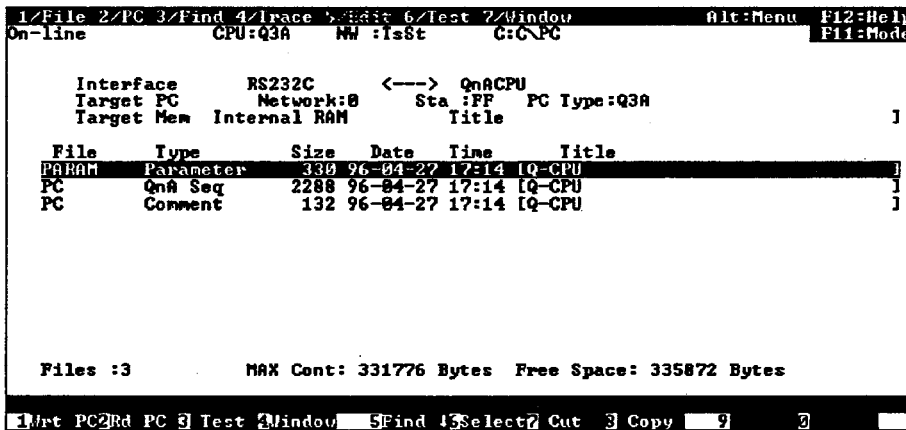 1/File 2/PC 3/Find 4/Trace 5/Edit 6/Test 7/Window Alt:Menu F12:Help
On-line CPU:Q3A NW :TsSt C:C\PC F11:Mode
Interface RS232C <---> QnACPU
Target PC Network:0 Sta :FF PC Type:Q3A
Target Mem Internal RAM Title ]
File Type Size Date Time Title
PARAM Parameter 330 96-04-27 17:14 [Q-CPU ]
PC QnA Seq 2288 96-04-27 17:14 [Q-CPU ]
PC Comment 132 96-04-27 17:14 [Q-CPU ]
Files :3 MAX Cont: 331776 Bytes Free Space: 335872 Bytes
1Wrt PC2Rd PC 3 Test 4Window 5Find ↓6Select7 Cut 8 Copy 9 0